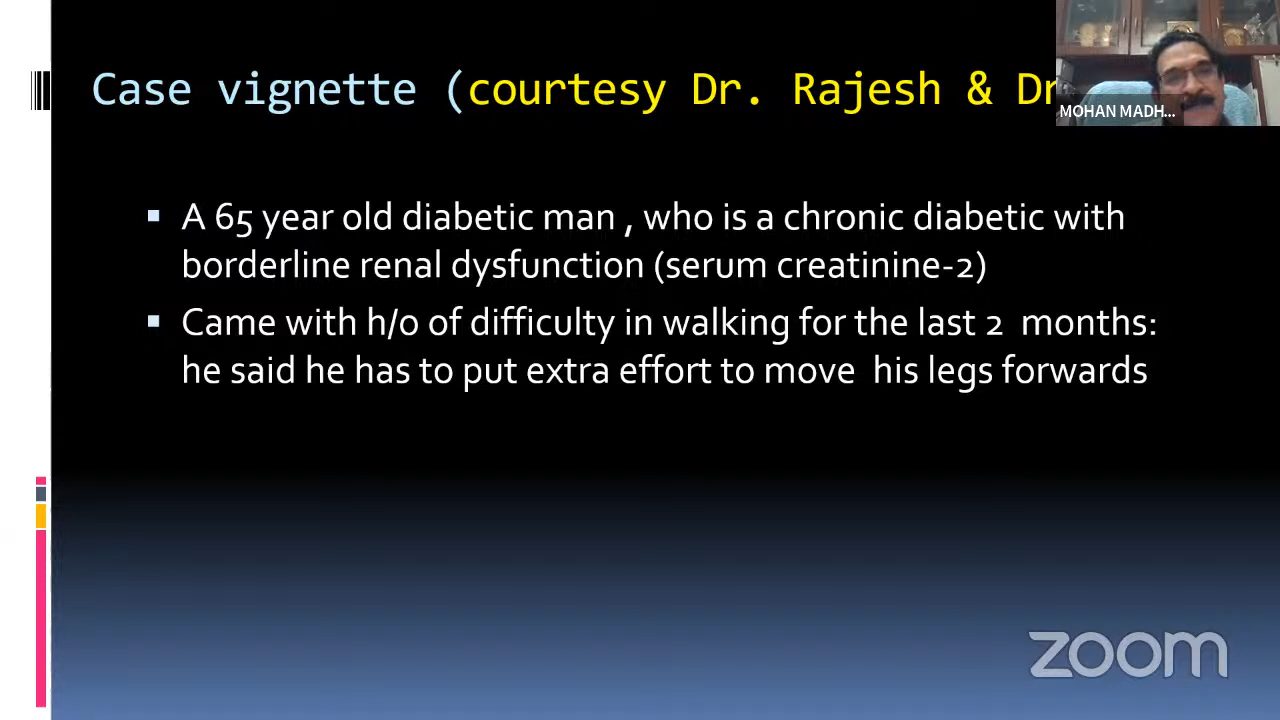 Case vignette (courtesy Dr. Rajesh & Dr
MOHAN MADH...
▪ A 65 year old diabetic man , who is a chronic diabetic with
borderline renal dysfunction (serum creatinine-2)
▪ Came with h/o of difficulty in walking for the last 2 months:
he said he has to put extra effort to move his legs forwards
zoom